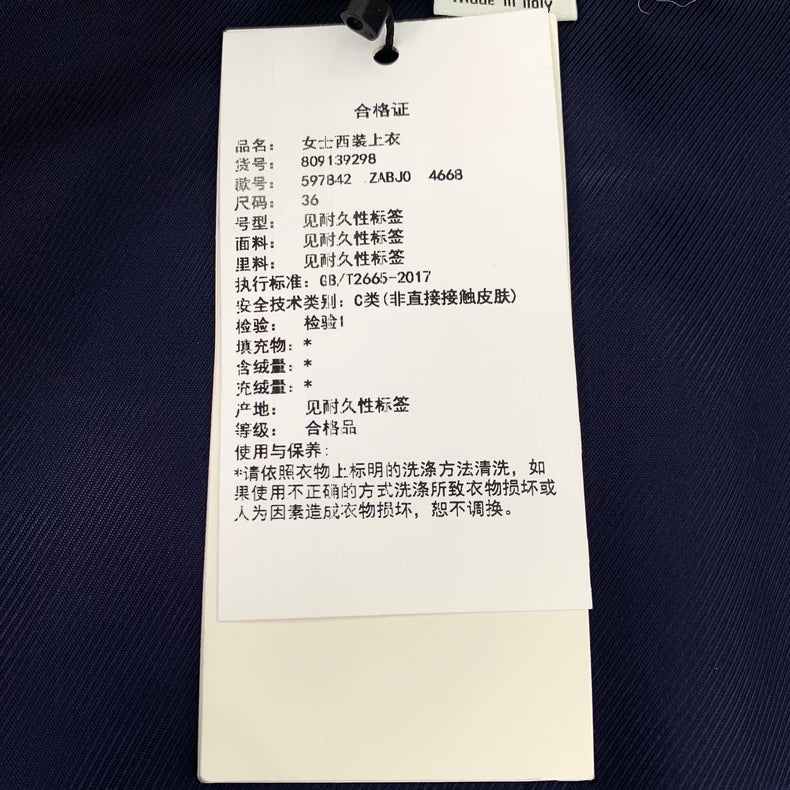 Made in Italy
合格证
品名： 女士西装上衣
货号： 809139298
款号： 597842 ZABJ0 4668
尺码： 36
号型： 见耐久性标签
面料： 见耐久性标签
里料： 见耐久性标签
执行标准： GB/T2665-2017
安全技术类别： C类(非直接接触皮肤)
检验： 检验1
填充物： *
含绒量： *
充绒量： *
产地： 见耐久性标签
等级： 合格品
使用与保养：
*请依照衣物上标明的洗涤方法清洗，如
果使用不正确的方式洗涤所致衣物损坏或
人为因素造成衣物损坏，恕不调换。